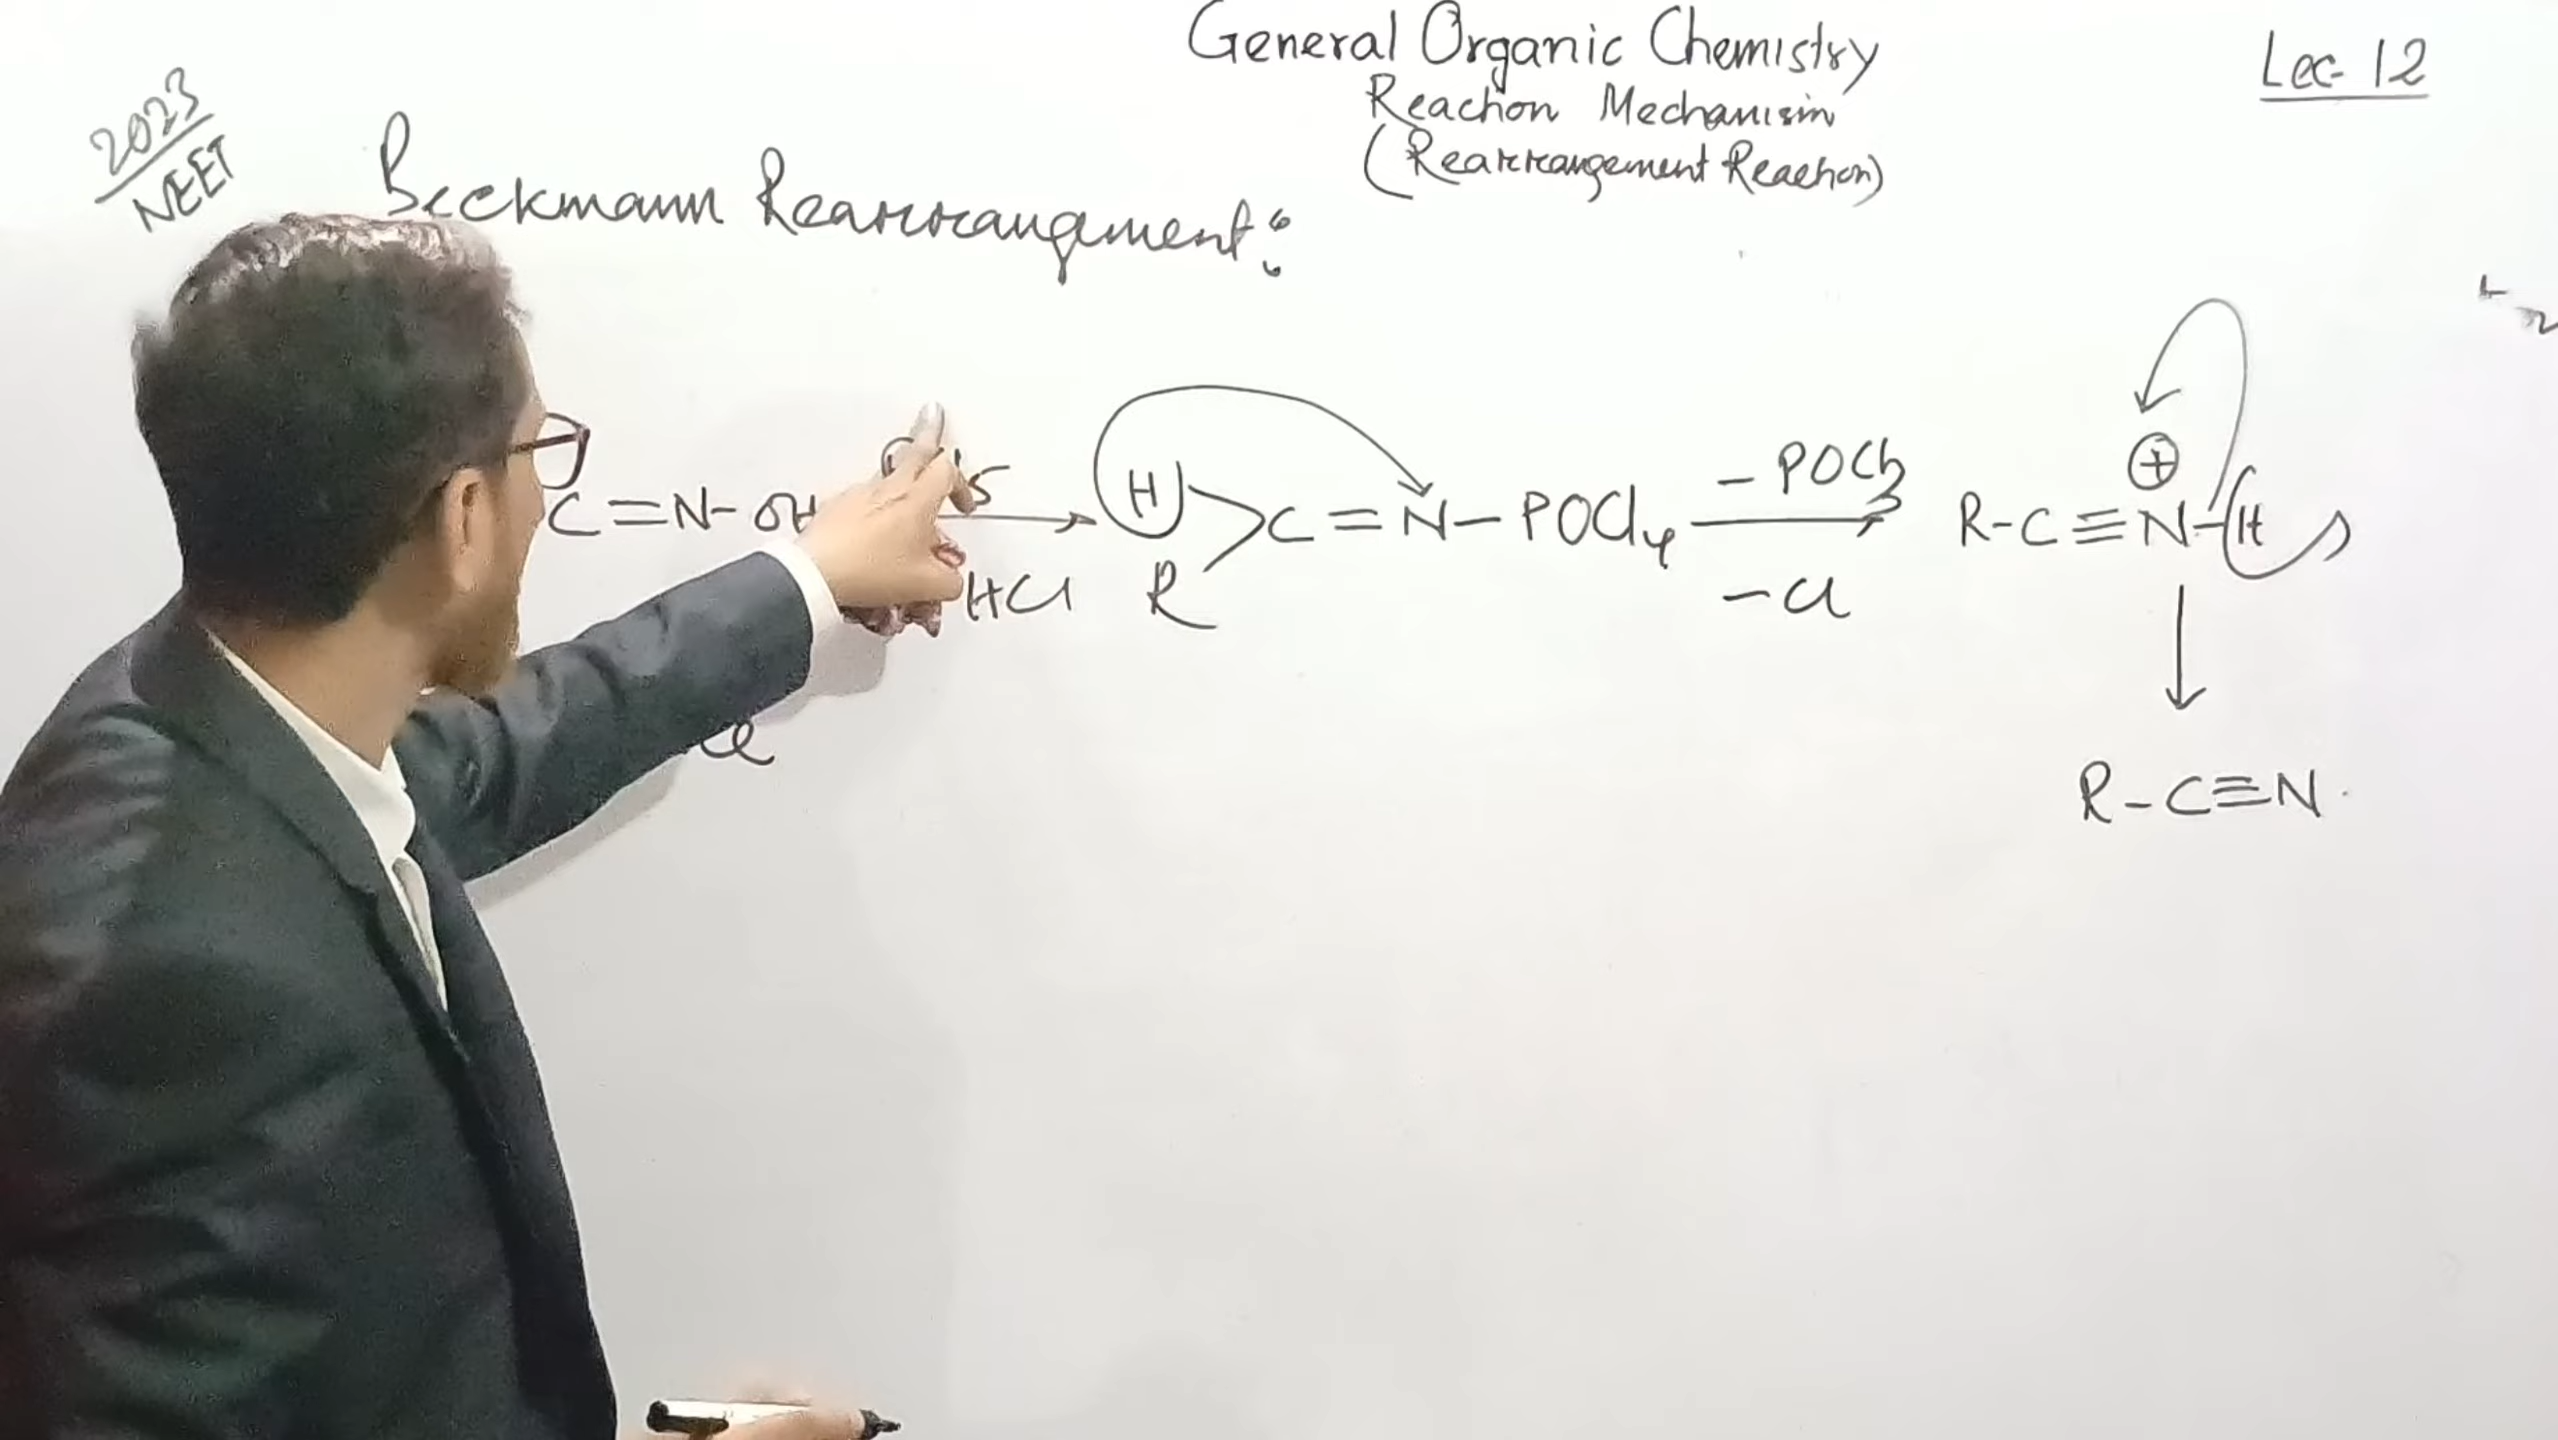 General Organic Chemistry
Lec- 12
Reaction Mechanism
(Rearrangement Reaction)
2023
NEET
Beckmann Rearrangement:
C=N-OH
HCl
H
R
>C=N-POCl4
-POCl3
-Cl
R-C≡N-H
⊕
R-C≡N.